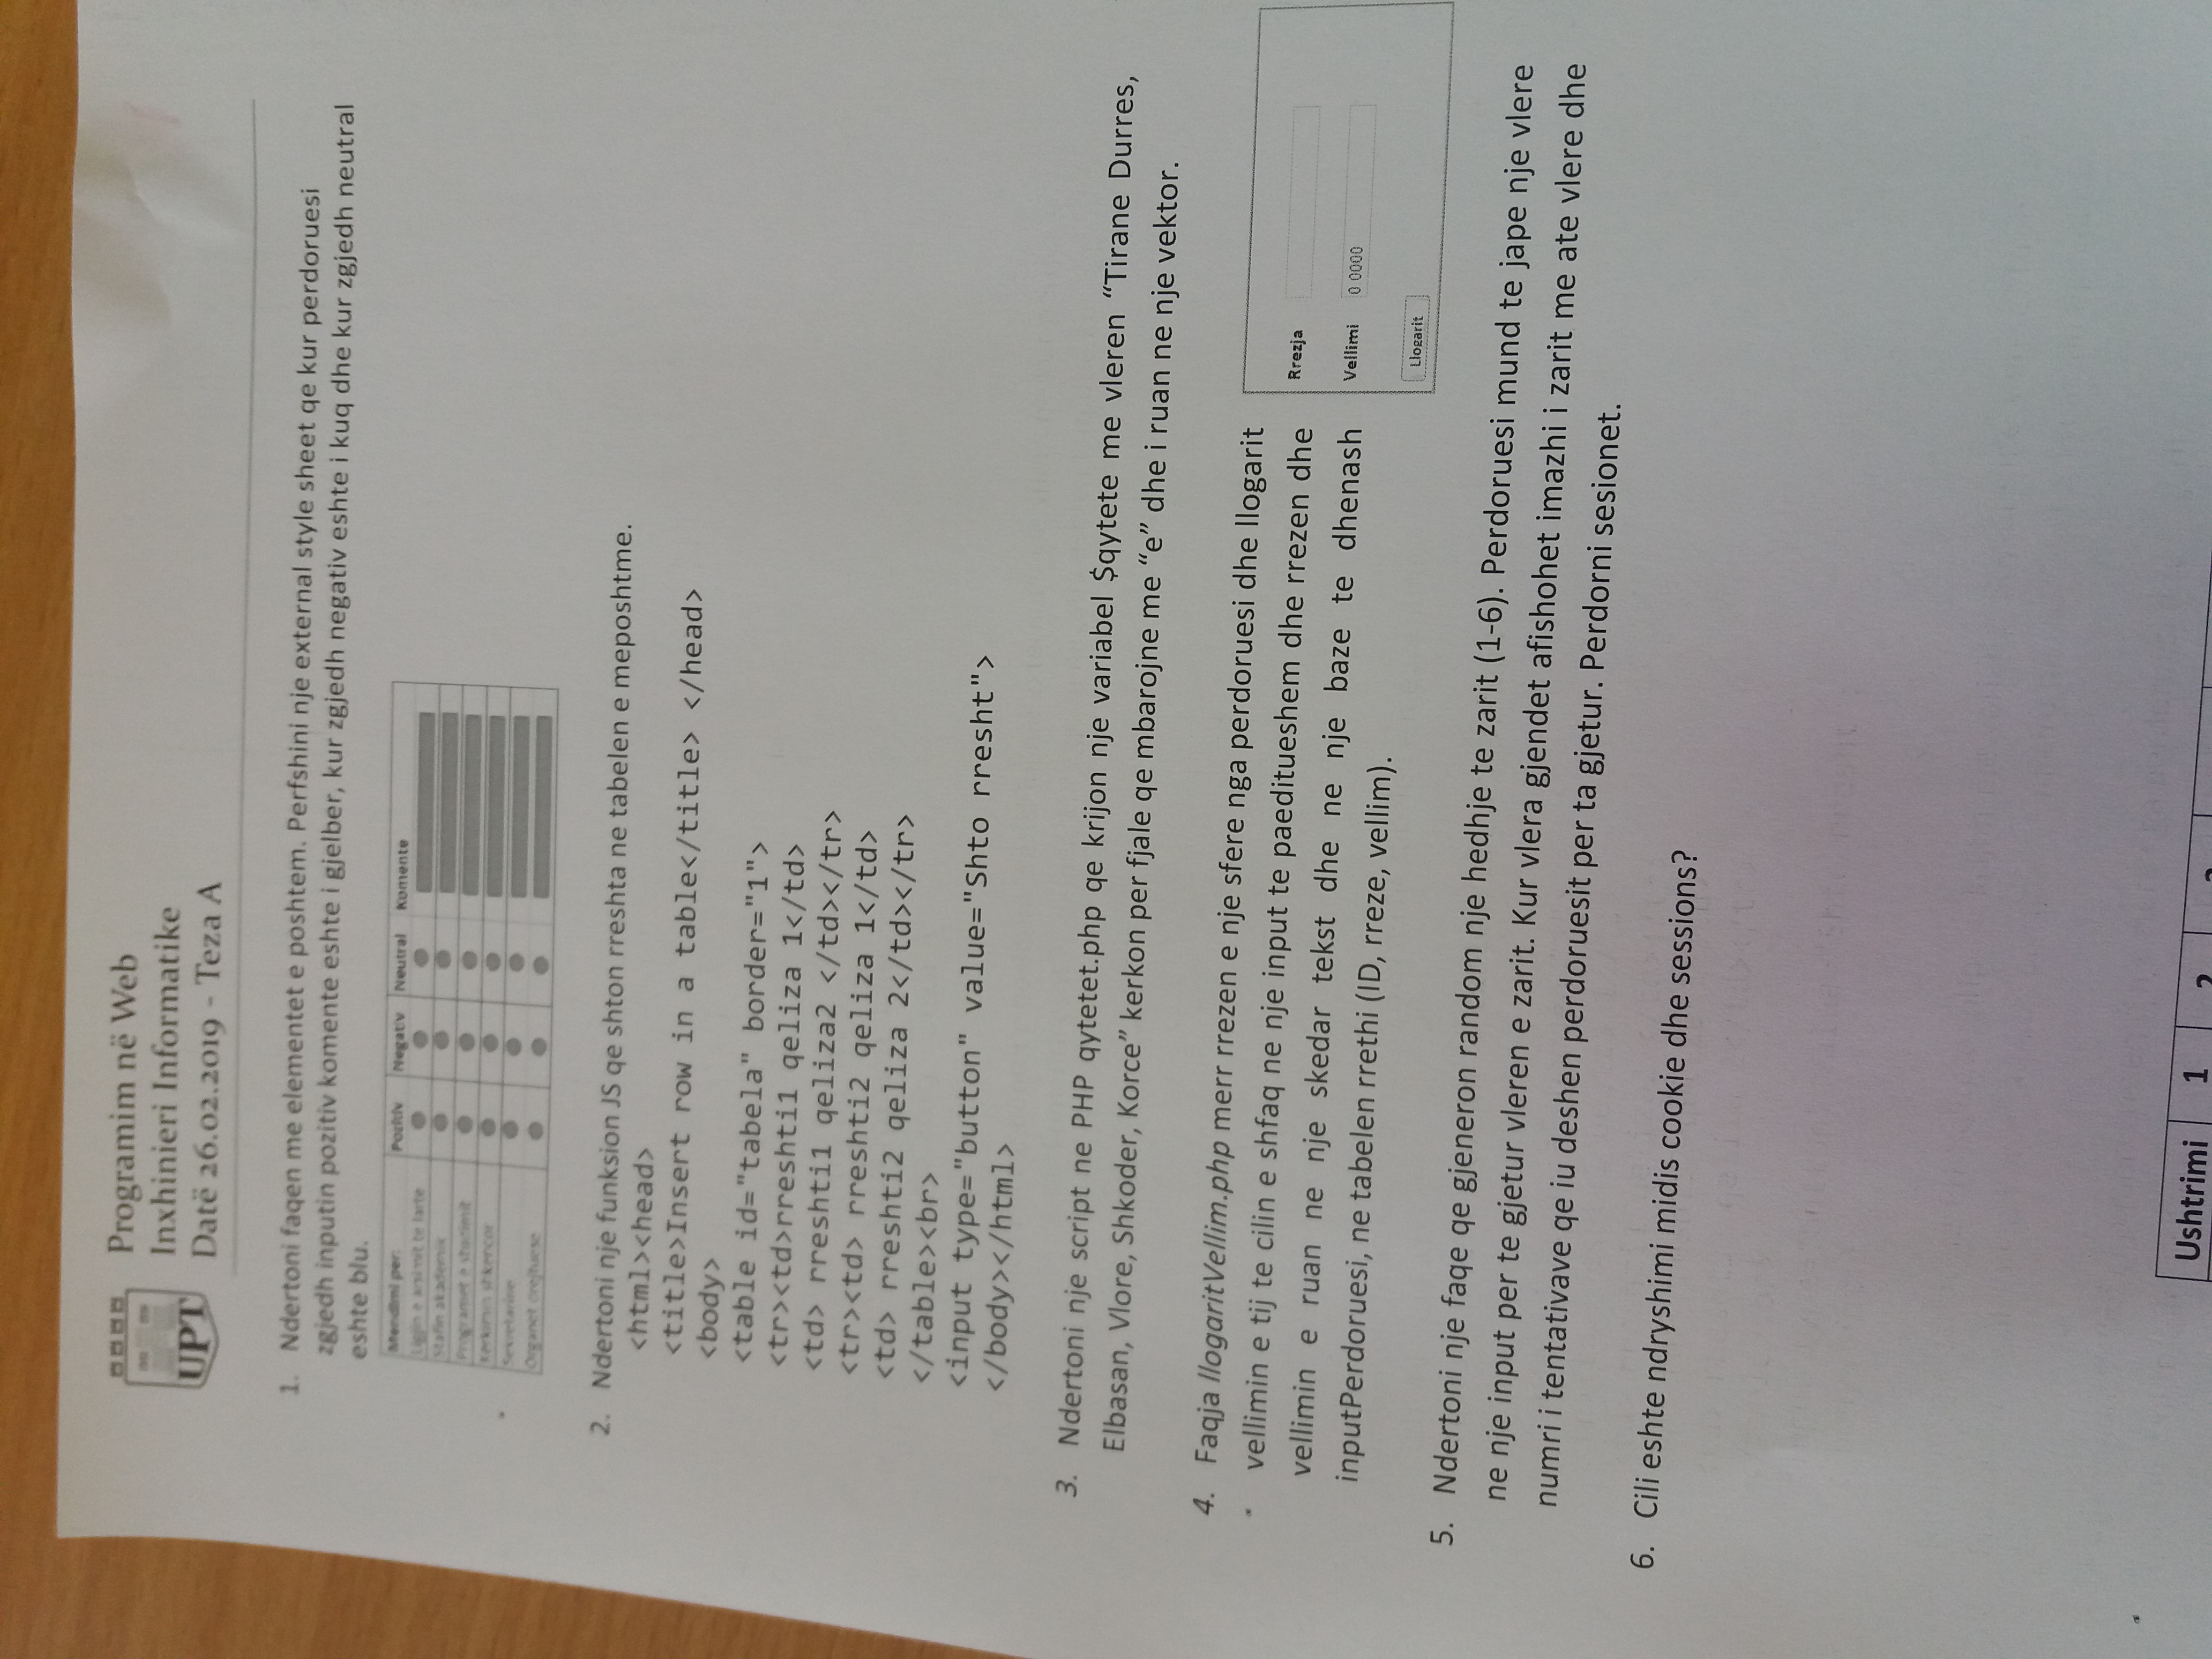 UPT
Programim në Web
Inxhinieri Informatike
Datë 26.02.2019 - Teza A
1. Ndertoni faqen me elementet e poshtem. Perfshini nje external style sheet qe kur perdoruesi
zgjedh inputin pozitiv komente eshte i gjelber, kur zgjedh negativ eshte i kuq dhe kur zgjedh neutral
eshte blu.
Mendimi per: Pozitiv Negativ Neutral Komente
Ligjin e arsimit te larte
Stafin akademik
Programet e studimit
Kerkimin shkencor
Sekretarine
Organet drejtuese
2. Ndertoni nje funksion JS qe shton rreshta ne tabelen e meposhtme.
<html><head>
<title>Insert row in a table</title> </head>
<body>
<table id="tabela" border="1">
<tr><td>rreshti1 qeliza 1</td>
<td> rreshti1 qeliza2 </td></tr>
<tr><td> rreshti2 qeliza 1</td>
<td> rreshti2 qeliza 2</td></tr>
</table><br>
<input type="button" value="Shto rresht">
</body></html>
3. Ndertoni nje script ne PHP qytetet.php qe krijon nje variabel $qytete me vleren “Tirane Durres,
Elbasan, Vlore, Shkoder, Korce” kerkon per fjale qe mbarojne me “e” dhe i ruan ne nje vektor.
4. Faqja llogaritVellim.php merr rrezen e nje sfere nga perdoruesi dhe llogarit
vellimin e tij te cilin e shfaq ne nje input te paeditueshem dhe rrezen dhe
vellimin e ruan ne nje skedar tekst dhe ne nje baze te dhenash
inputPerdoruesi, ne tabelen rrethi (ID, rreze, vellim).
Rrezja
Vellimi 0 0000
Llogarit
5. Ndertoni nje faqe qe gjeneron random nje hedhje te zarit (1-6). Perdoruesi mund te jape nje vlere
ne nje input per te gjetur vleren e zarit. Kur vlera gjendet afishohet imazhi i zarit me ate vlere dhe
numri i tentativave qe iu deshen perdoruesit per ta gjetur. Perdorni sesionet.
6. Cili eshte ndryshimi midis cookie dhe sessions?
Ushtrimi 1 2